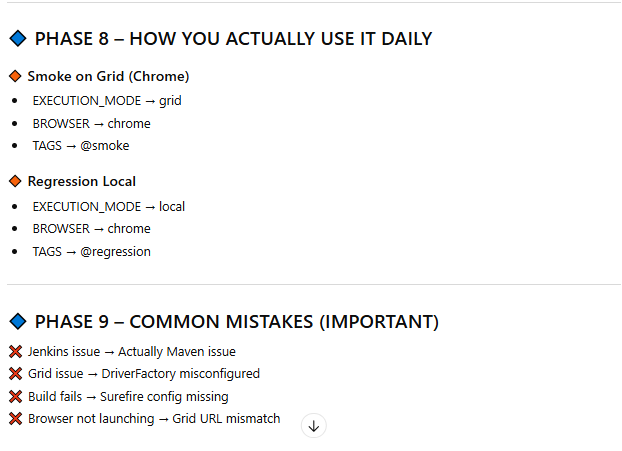 PHASE 8 – HOW YOU ACTUALLY USE IT DAILY
Smoke on Grid (Chrome)
EXECUTION_MODE → grid
BROWSER → chrome
TAGS → @smoke
Regression Local
EXECUTION_MODE → local
BROWSER → chrome
TAGS → @regression
PHASE 9 – COMMON MISTAKES (IMPORTANT)
❌ Jenkins issue → Actually Maven issue
❌ Grid issue → DriverFactory misconfigured
❌ Build fails → Surefire config missing
❌ Browser not launching → Grid URL mismatch